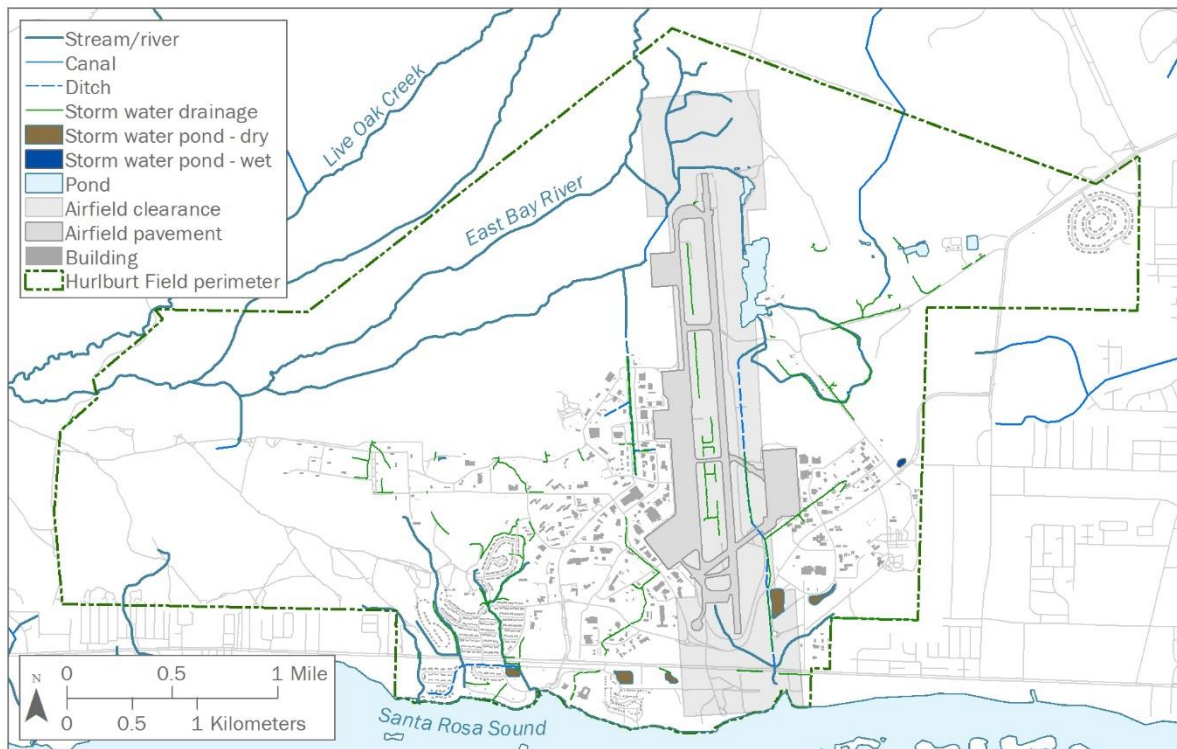 Stream/river
Canal
Ditch
Storm water drainage
Storm water pond - dry
Storm water pond - wet
Pond
Airfield clearance
Airfield pavement
Building
Hurlburt Field perimeter
Live Oak Creek
East Bay River
N
0 0.5 1 Mile
0 0.5 1 Kilometers
Santa Rosa Sound